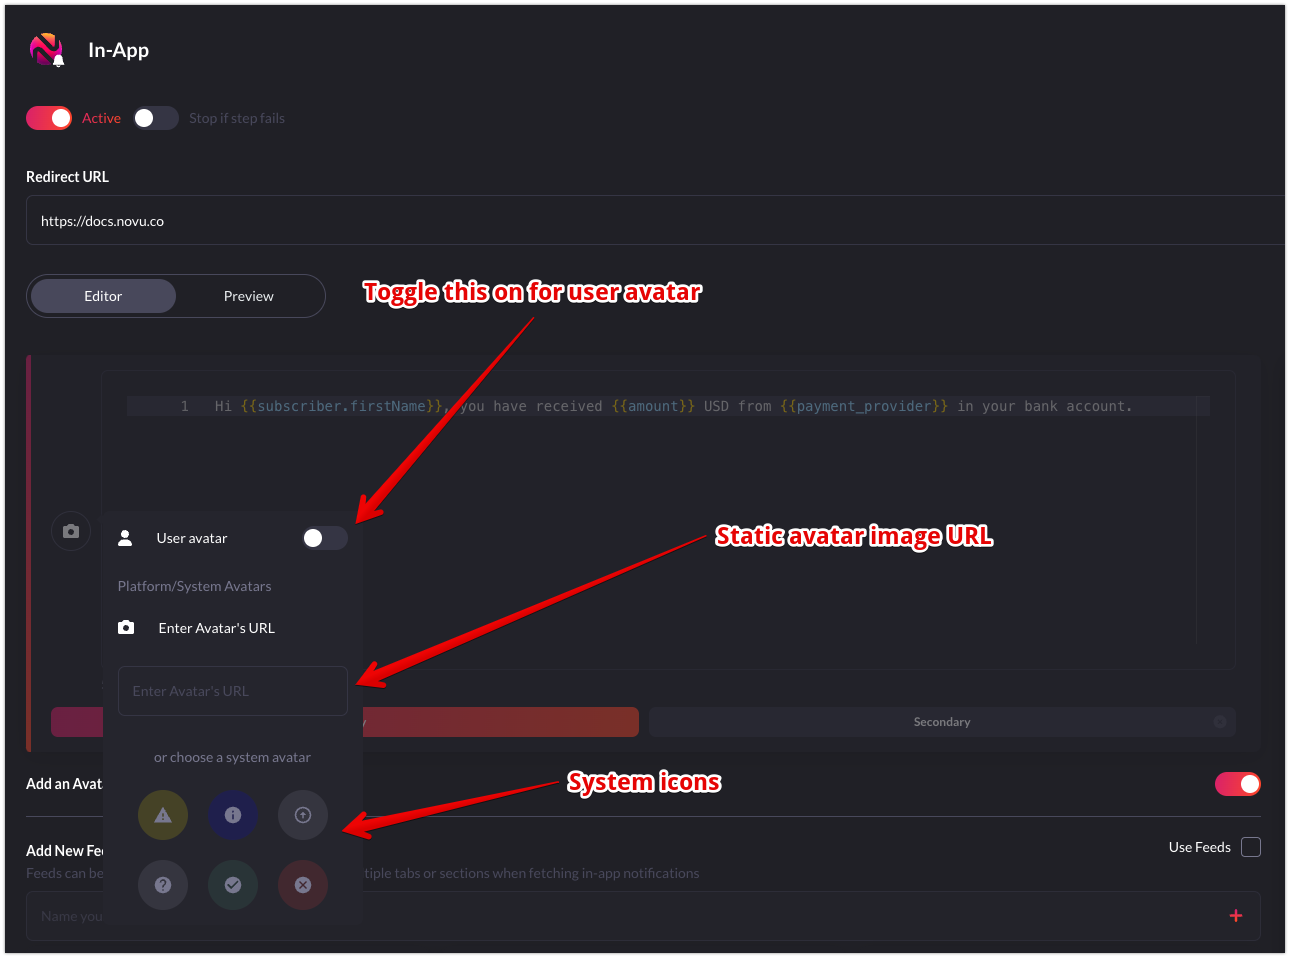 In-App
Active
Stop if step fails
Redirect URL
https://docs.novu.co
Editor
Preview
Toggle this on for user avatar
1 Hi {{subscriber.firstName}}, you have received {{amount}} USD from {{payment_provider}} in your bank account.
User avatar
Static avatar image URL
Platform/System Avatars
Enter Avatar's URL
Enter Avatar's URL
Secondary
or choose a system avatar
System icons
Add an Avat
Add New Fee
Use Feeds
Feeds can be
tiple tabs or sections when fetching in-app notifications
Name you